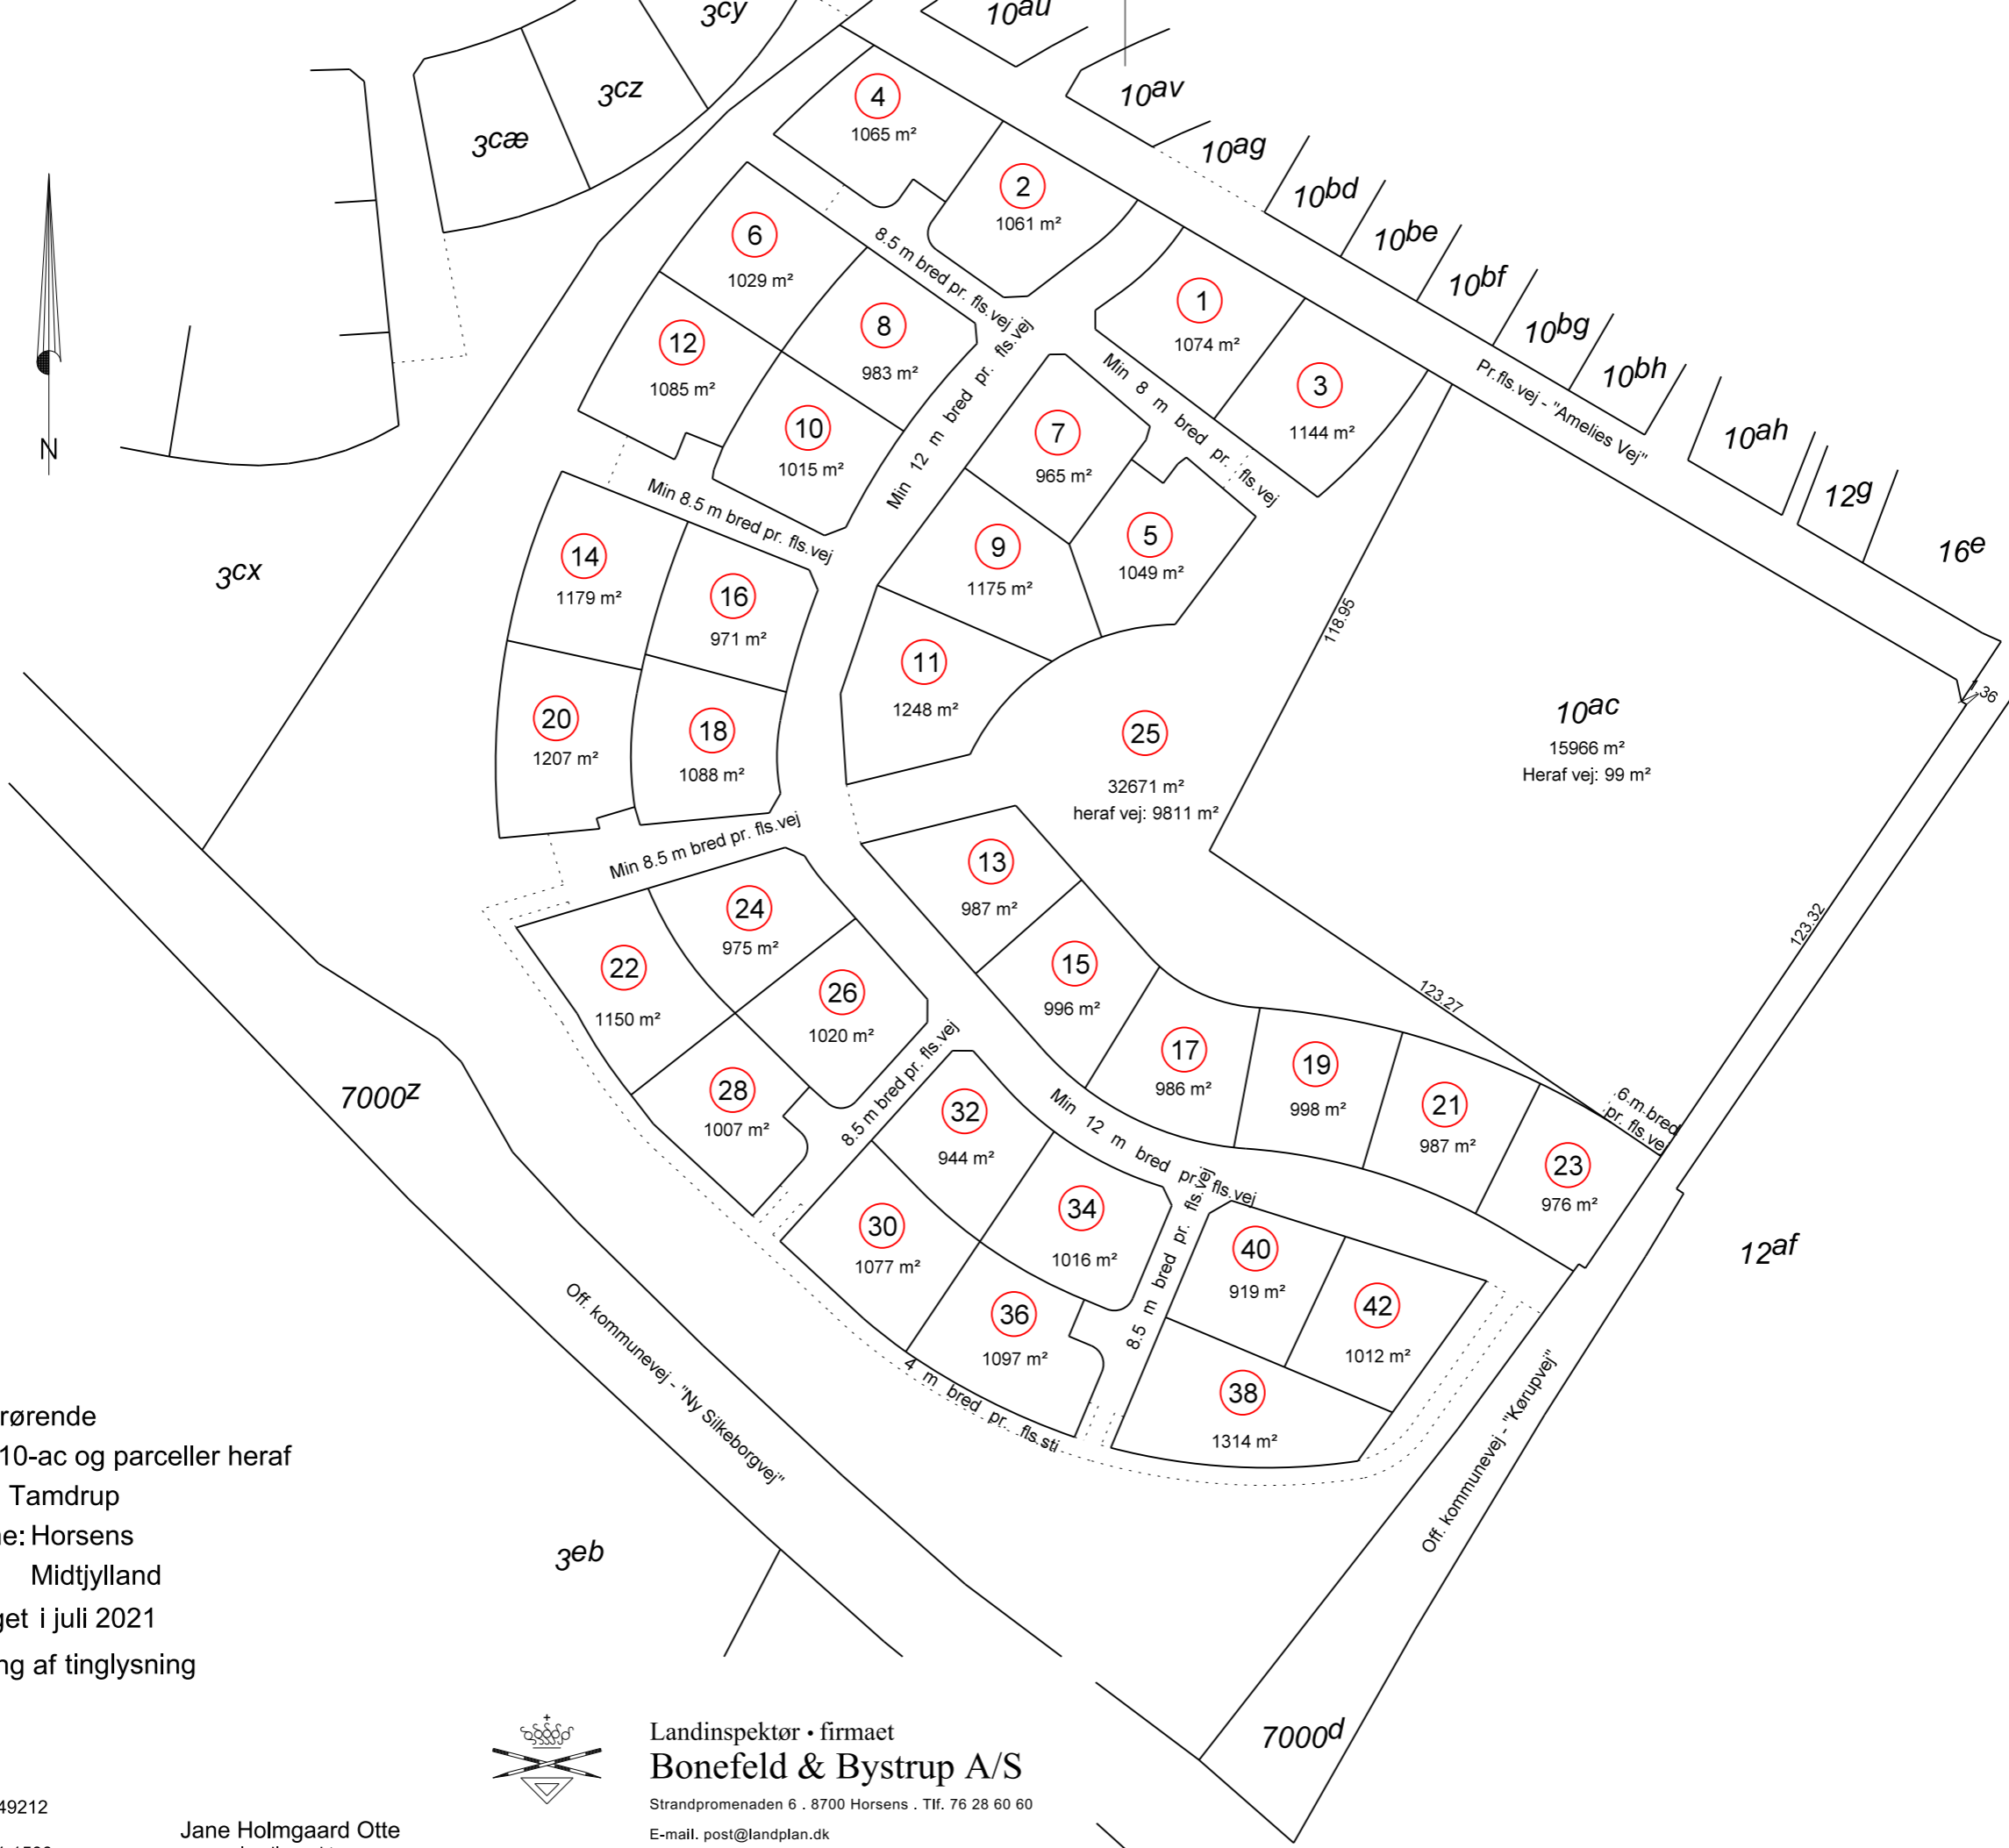 3cy
10au
3cz
10av
3cæ
10ag
10bd
10be
10bf
10bg
10bh
10ah
12g
16e
4
1065 m²
2
1061 m²
6
1029 m²
8.5 m bred pr. fls.vej
8
983 m²
1
1074 m²
3
1144 m²
Pr.fls.vej - "Amelies Vej"
12
1085 m²
10
1015 m²
Min 12 m bred pr. fls.vej
Min 8 m bred pr. fls.vej
7
965 m²
N
Min 8.5 m bred pr. fls.vej
5
1049 m²
9
1175 m²
3cx
14
1179 m²
16
971 m²
11
1248 m²
118.95
20
1207 m²
18
1088 m²
25
32671 m²
heraf vej: 9811 m²
10ac
15966 m²
Heraf vej: 99 m²
Min 8.5 m bred pr. fls.vej
13
987 m²
24
975 m²
22
1150 m²
26
1020 m²
15
996 m²
123.32
123.27
17
986 m²
19
998 m²
21
987 m²
6 m bred
pr. fls.vej
23
976 m²
7000z
28
1007 m²
8.5 m bred pr. fls.vej
32
944 m²
Min 12 m bred pr. fls.vej
34
1016 m²
30
1077 m²
8.5 m bred pr. fls.vej
40
919 m²
42
1012 m²
12af
36
1097 m²
38
1314 m²
4 m bred pr. fls.sti
Off. kommunevej - "Ny Silkeborgvej"
Off. kommunevej - "Kørupvej"
3eb
7000d
rørende
10-ac og parceller heraf
Tamdrup
ne: Horsens
Midtjylland
get i juli 2021
ng af tinglysning
49212
Jane Holmgaard Otte
Landinspektør • firmaet
Bonefeld & Bystrup A/S
Strandpromenaden 6 . 8700 Horsens . Tlf. 76 28 60 60
E-mail. post@landplan.dk